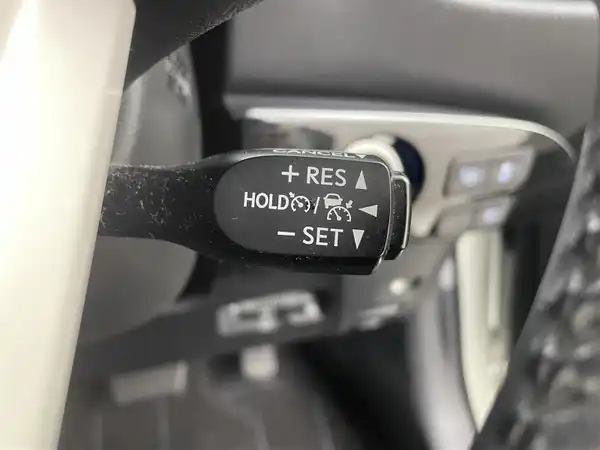 CANCEL
+ RES
HOLD /
− SET